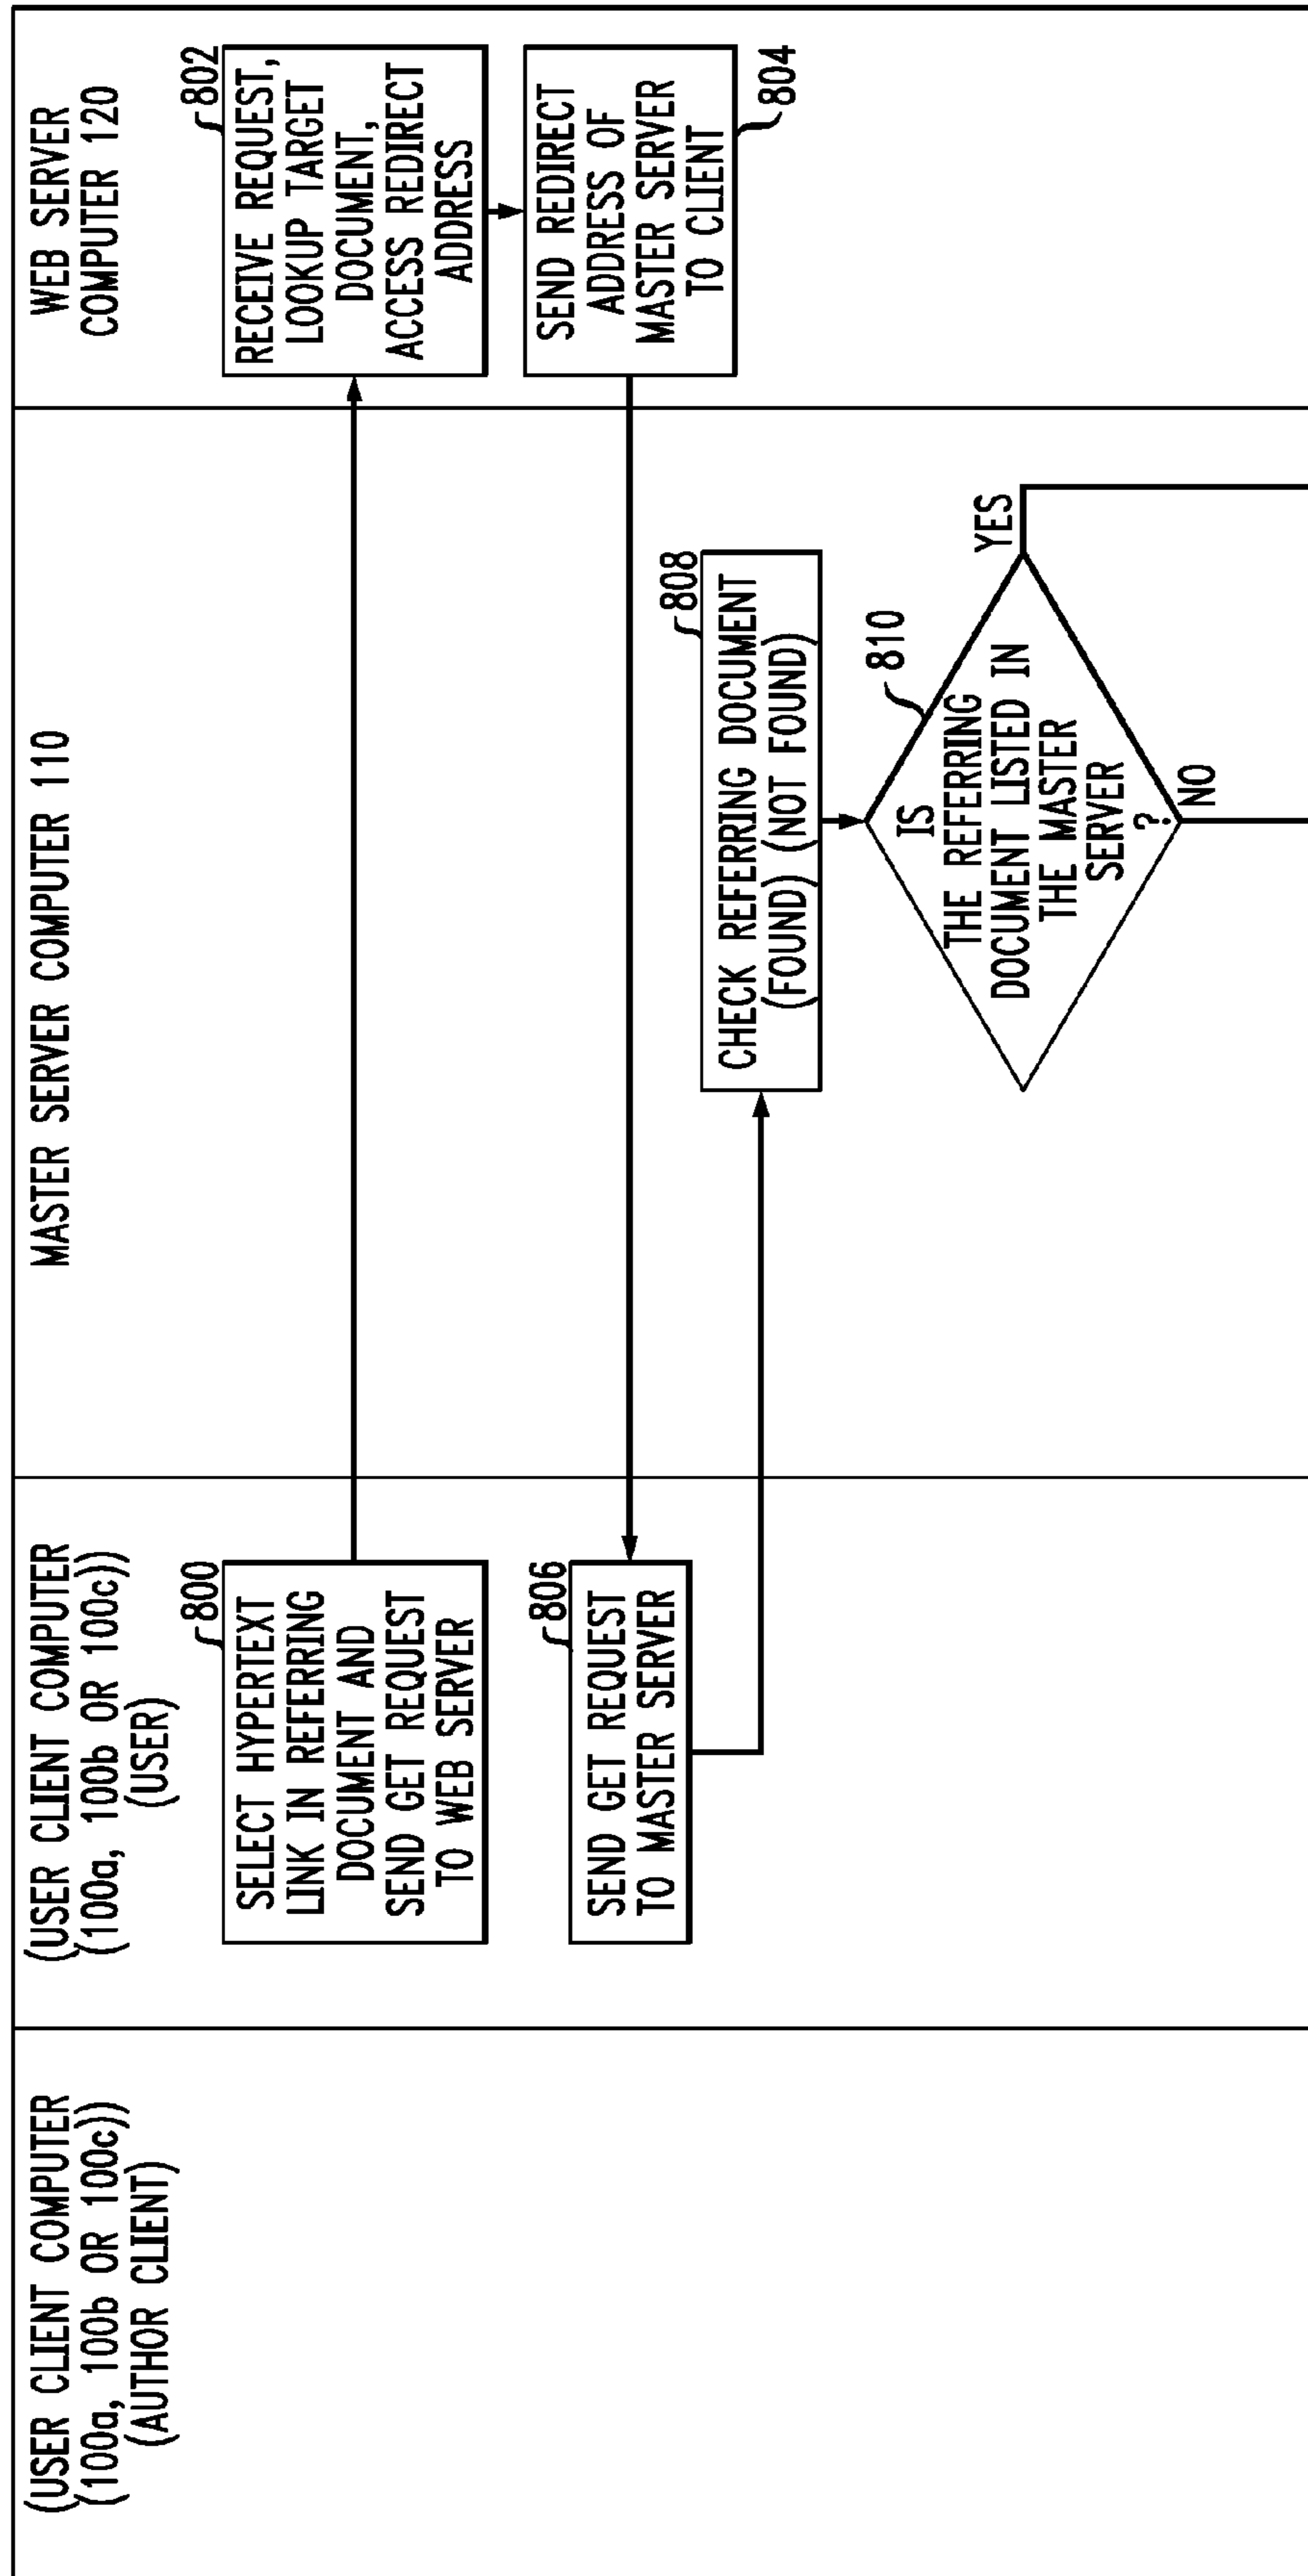 (USER CLIENT COMPUTER
(100a, 100b OR 100c))
(AUTHOR CLIENT)
(USER CLIENT COMPUTER
(100a, 100b OR 100c))
(USER)
MASTER SERVER COMPUTER 110
WEB SERVER
COMPUTER 120
800
SELECT HYPERTEXT
LINK IN REFERRING
DOCUMENT AND
SEND GET REQUEST
TO WEB SERVER
802
RECEIVE REQUEST,
LOOKUP TARGET
DOCUMENT,
ACCESS REDIRECT
ADDRESS
SEND REDIRECT
ADDRESS OF
MASTER SERVER
TO CLIENT
804
806
SEND GET REQUEST
TO MASTER SERVER
808
CHECK REFERRING DOCUMENT
(FOUND) (NOT FOUND)
810
IS
THE REFERRING
DOCUMENT LISTED IN
THE MASTER
SERVER
?
YES
NO